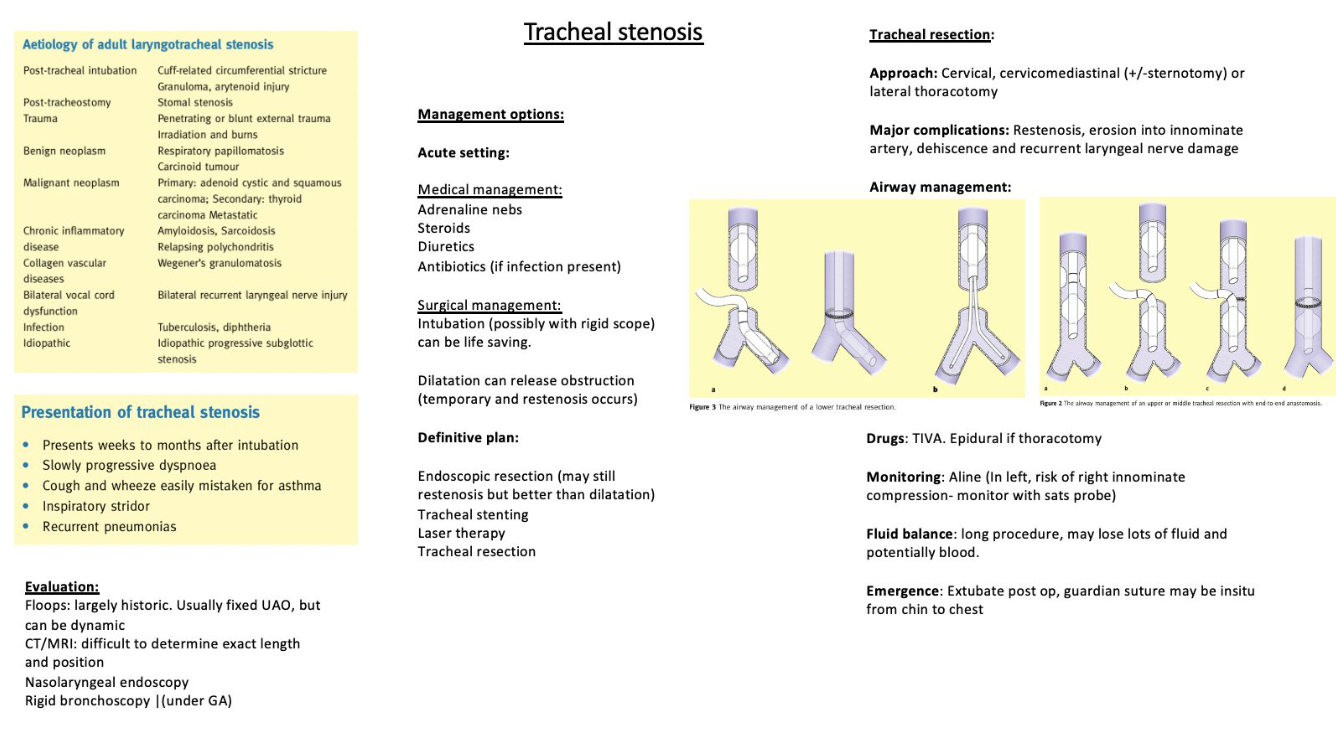 Tracheal stenosis
Aetiology of adult laryngotracheal stenosis
Post-tracheal intubation Cuff-related circumferential stricture
Granuloma, arytenoid injury
Post-tracheostomy Stomal stenosis
Trauma Penetrating or blunt external trauma
Irradiation and burns
Benign neoplasm Respiratory papillomatosis
Carcinoid tumour
Malignant neoplasm Primary: adenoid cystic and squamous
carcinoma; Secondary: thyroid
carcinoma Metastatic
Chronic inflammatory Amyloidosis, Sarcoidosis
disease Relapsing polychondritis
Collagen vascular Wegener's granulomatosis
diseases
Bilateral vocal cord Bilateral recurrent laryngeal nerve injury
dysfunction
Infection Tuberculosis, diphtheria
Idiopathic Idiopathic progressive subglottic
stenosis
Presentation of tracheal stenosis
• Presents weeks to months after intubation
• Slowly progressive dyspnoea
• Cough and wheeze easily mistaken for asthma
• Inspiratory stridor
• Recurrent pneumonias
Evaluation:
Floops: largely historic. Usually fixed UAO, but
can be dynamic
CT/MRI: difficult to determine exact length
and position
Nasolaryngeal endoscopy
Rigid bronchoscopy |(under GA)
Management options:
Acute setting:
Medical management:
Adrenaline nebs
Steroids
Diuretics
Antibiotics (if infection present)
Surgical management:
Intubation (possibly with rigid scope)
can be life saving.
Dilatation can release obstruction
(temporary and restenosis occurs)
Definitive plan:
Endoscopic resection (may still
restenosis but better than dilatation)
Tracheal stenting
Laser therapy
Tracheal resection
Tracheal resection:
Approach: Cervical, cervicomediastinal (+/-sternotomy) or
lateral thoracotomy
Major complications: Restenosis, erosion into innominate
artery, dehiscence and recurrent laryngeal nerve damage
Airway management:
a b
Figure 3 The airway management of a lower tracheal resection.
a b c d
Figure 2 The airway management of an upper or middle tracheal resection with end-to-end anastomosis.
Drugs: TIVA. Epidural if thoracotomy
Monitoring: Aline (In left, risk of right innominate
compression- monitor with sats probe)
Fluid balance: long procedure, may lose lots of fluid and
potentially blood.
Emergence: Extubate post op, guardian suture may be insitu
from chin to chest